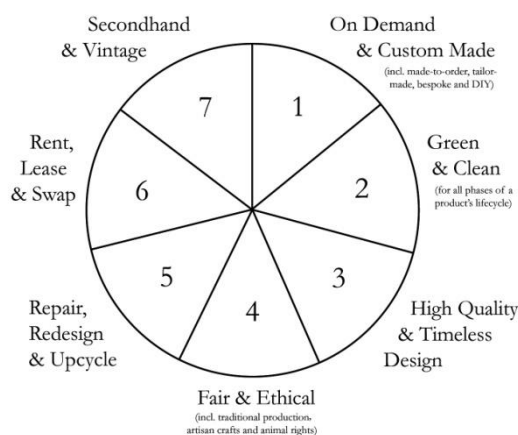 On Demand
& Custom Made
(incl. made-to-order, tailor-
made, bespoke and DIY)
1
Green
& Clean
(for all phases of a
product's lifecycle)
2
High Quality
& Timeless
Design
3
Fair & Ethical
(incl. traditional production,
artisan crafts and animal rights)
4
Repair,
Redesign
& Upcycle
5
Rent,
Lease
& Swap
6
Secondhand
& Vintage
7